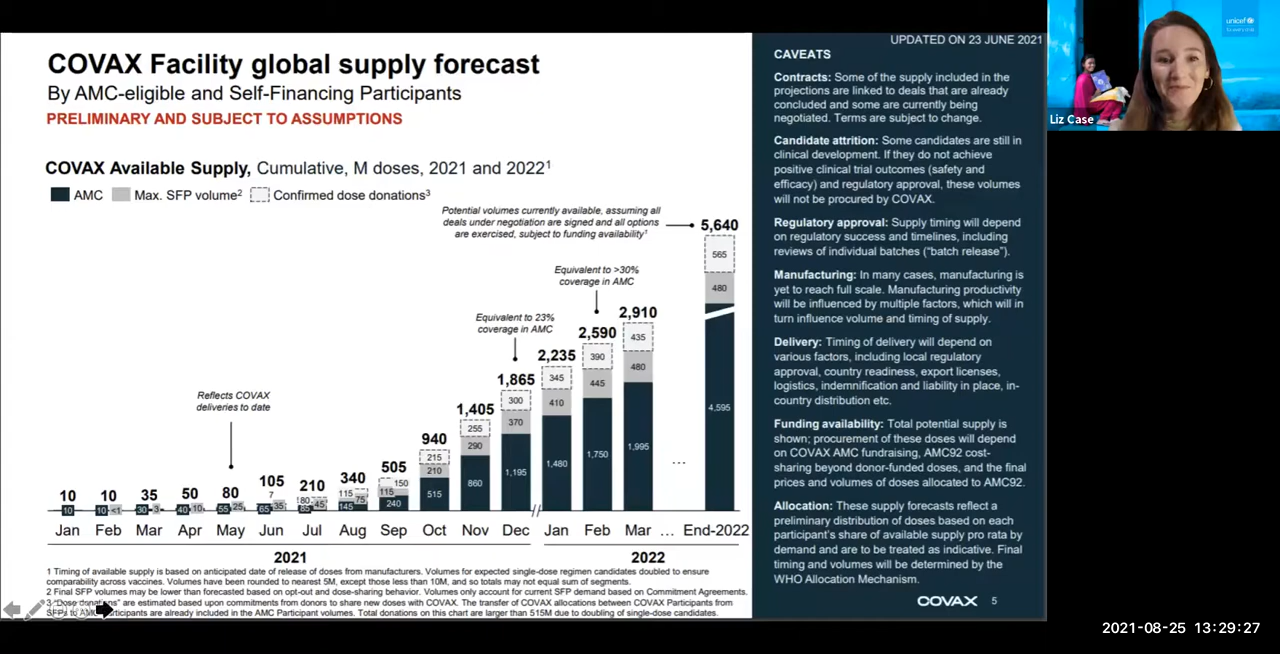 UPDATED ON 23 JUNE 2021
COVAX Facility global supply forecast
By AMC-eligible and Self-Financing Participants
PRELIMINARY AND SUBJECT TO ASSUMPTIONS
COVAX Available Supply, Cumulative, M doses, 2021 and 2022¹
AMC Max. SFP volume² Confirmed dose donations³
Potential volumes currently available, assuming all
deals under negotiation are signed and all options
are exercised, subject to funding availability¹
5,640
565
480
4,595
Equivalent to >30%
coverage in AMC
Equivalent to 23%
coverage in AMC
Reflects COVAX
deliveries to date
10
10
10
10 <1
35
30 3
50
40 10
80
55 25
105
7
65 35
210
80
85 45
340
115
145 75
505
150
115
240
940
215
210
515
1,405
255
290
860
1,865
300
370
1,195
2,235
345
410
1,480
2,590
390
445
1,750
2,910
435
480
1,995
...
Jan Feb Mar Apr May Jun Jul Aug Sep Oct Nov Dec // Jan Feb Mar ... End-2022
2021 2022
1 Timing of available supply is based on anticipated date of release of doses from manufacturers. Volumes for expected single-dose regimen candidates doubled to ensure
comparability across vaccines. Volumes have been rounded to nearest 5M, except those less than 10M, and so totals may not equal sum of segments.
2 Final SFP volumes may be lower than forecasted based on opt-out and dose-sharing behavior. Volumes only account for current SFP demand based on Commitment Agreements.
3 "Dose donations" are estimated based upon commitments from donors to share new doses with COVAX. The transfer of COVAX allocations between COVAX Participants from
SFPs to AMC Participants are already included in the AMC Participant volumes. Total donations on this chart are larger than 515M due to doubling of single-dose candidates.
CAVEATS
Contracts: Some of the supply included in the
projections are linked to deals that are already
concluded and some are currently being
negotiated. Terms are subject to change.
Candidate attrition: Some candidates are still in
clinical development. If they do not achieve
positive clinical trial outcomes (safety and
efficacy) and regulatory approval, these volumes
will not be procured by COVAX.
Regulatory approval: Supply timing will depend
on regulatory success and timelines, including
reviews of individual batches ("batch release").
Manufacturing: In many cases, manufacturing is
yet to reach full scale. Manufacturing productivity
will be influenced by multiple factors, which will in
turn influence volume and timing of supply.
Delivery: Timing of delivery will depend on
various factors, including local regulatory
approval, country readiness, export licenses,
logistics, indemnification and liability in place, in-
country distribution etc.
Funding availability: Total potential supply is
shown; procurement of these doses will depend
on COVAX AMC fundraising, AMC92 cost-
sharing beyond donor-funded doses, and the final
prices and volumes of doses allocated to AMC92.
Allocation: These supply forecasts reflect a
preliminary distribution of doses based on each
participant's share of available supply pro rata by
demand and are to be treated as indicative. Final
timing and volumes will be determined by the
WHO Allocation Mechanism.
COVAX 5
unicef
Liz Case
2021-08-25 13:29:27